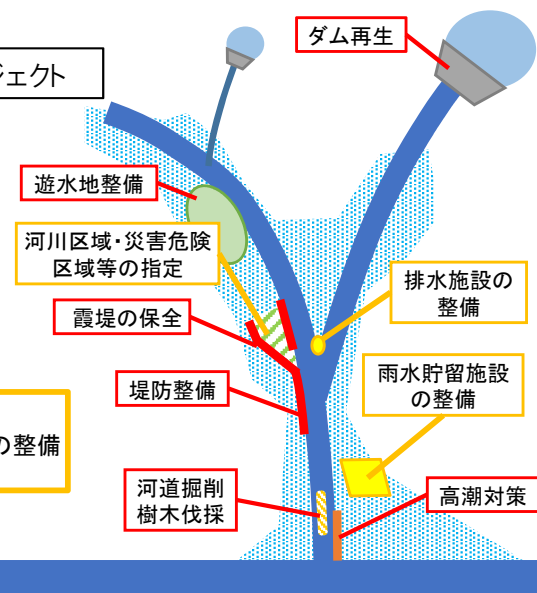 ダム再生
ジェクト
遊水地整備
河川区域・災害危険
区域等の指定
排水施設の
整備
霞堤の保全
雨水貯留施設
の整備
堤防整備
の整備
河道掘削
樹木伐採
高潮対策